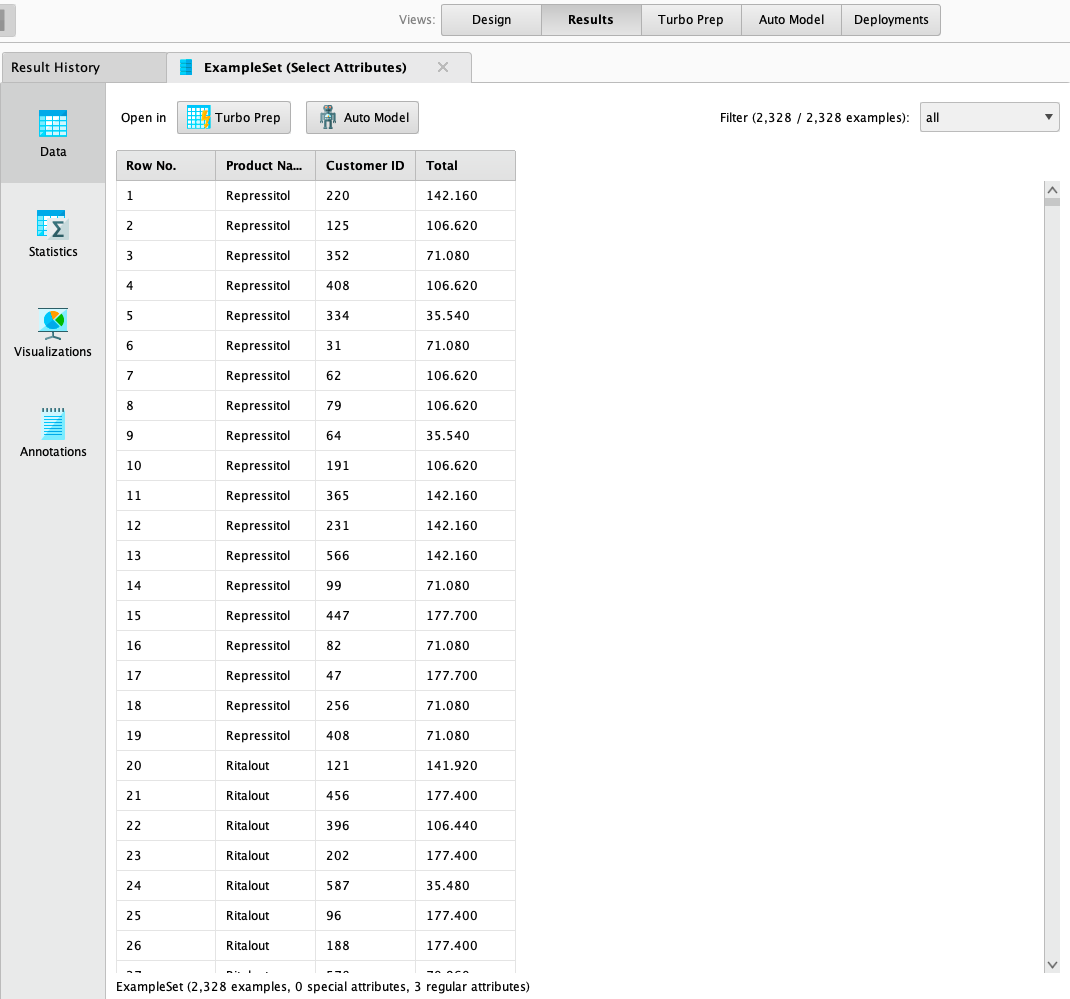 Views: Design Results Turbo Prep Auto Model Deployments
Result History ExampleSet (Select Attributes)
Open in Turbo Prep Auto Model Filter (2,328 / 2,328 examples): all
Data
Statistics
Visualizations
Annotations
Row No. Product Na... Customer ID Total
1 Repressitol 220 142.160
2 Repressitol 125 106.620
3 Repressitol 352 71.080
4 Repressitol 408 106.620
5 Repressitol 334 35.540
6 Repressitol 31 71.080
7 Repressitol 62 106.620
8 Repressitol 79 106.620
9 Repressitol 64 35.540
10 Repressitol 191 106.620
11 Repressitol 365 142.160
12 Repressitol 231 142.160
13 Repressitol 566 142.160
14 Repressitol 99 71.080
15 Repressitol 447 177.700
16 Repressitol 82 71.080
17 Repressitol 47 177.700
18 Repressitol 256 71.080
19 Repressitol 408 71.080
20 Ritalout 121 141.920
21 Ritalout 456 177.400
22 Ritalout 396 106.440
23 Ritalout 202 177.400
24 Ritalout 587 35.480
25 Ritalout 96 177.400
26 Ritalout 188 177.400
ExampleSet (2,328 examples, 0 special attributes, 3 regular attributes)